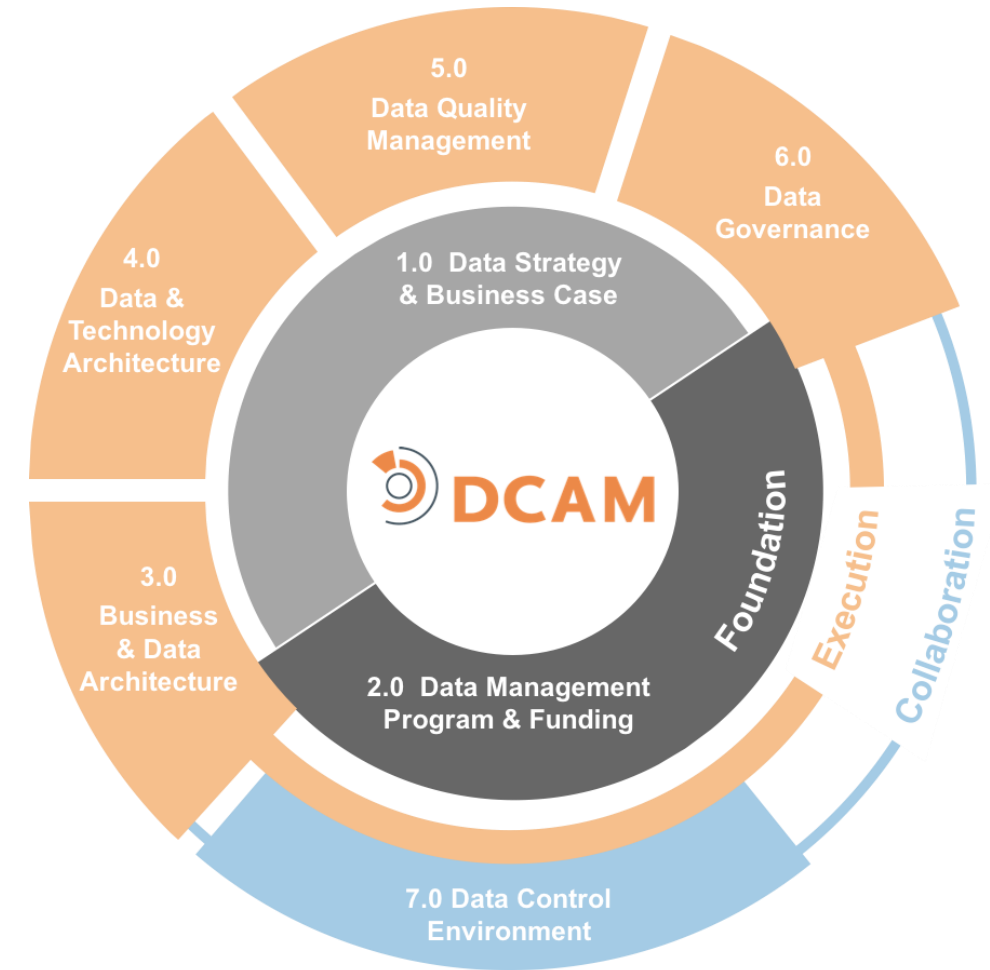 5.0
Data Quality
Management
6.0
Data
Governance
4.0
Data &
Technology
Architecture
1.0 Data Strategy
& Business Case
DCAM
3.0
Business
& Data
Architecture
2.0 Data Management
Program & Funding
Foundation
Execution
Collaboration
7.0 Data Control
Environment